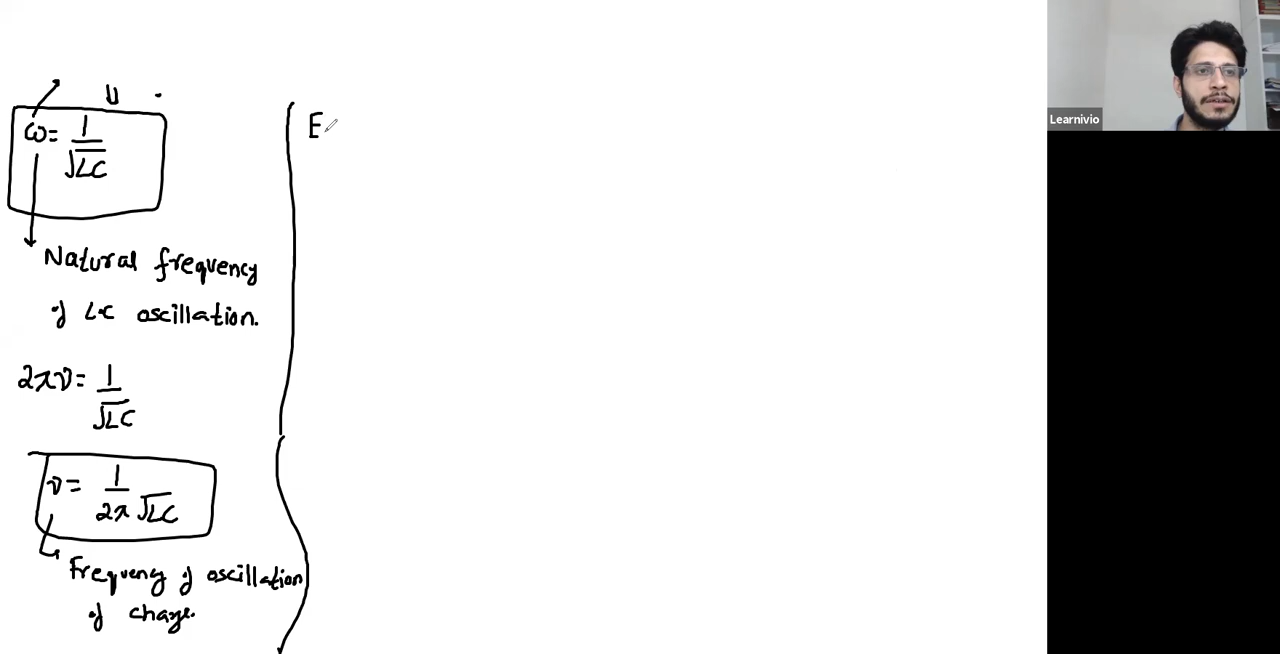 ω = 1/√LC
Natural frequency
of LC oscillation.
2πν = 1/√LC
ν = 1/2π√LC
Frequency of oscillation
of charge.
E
Learnivio